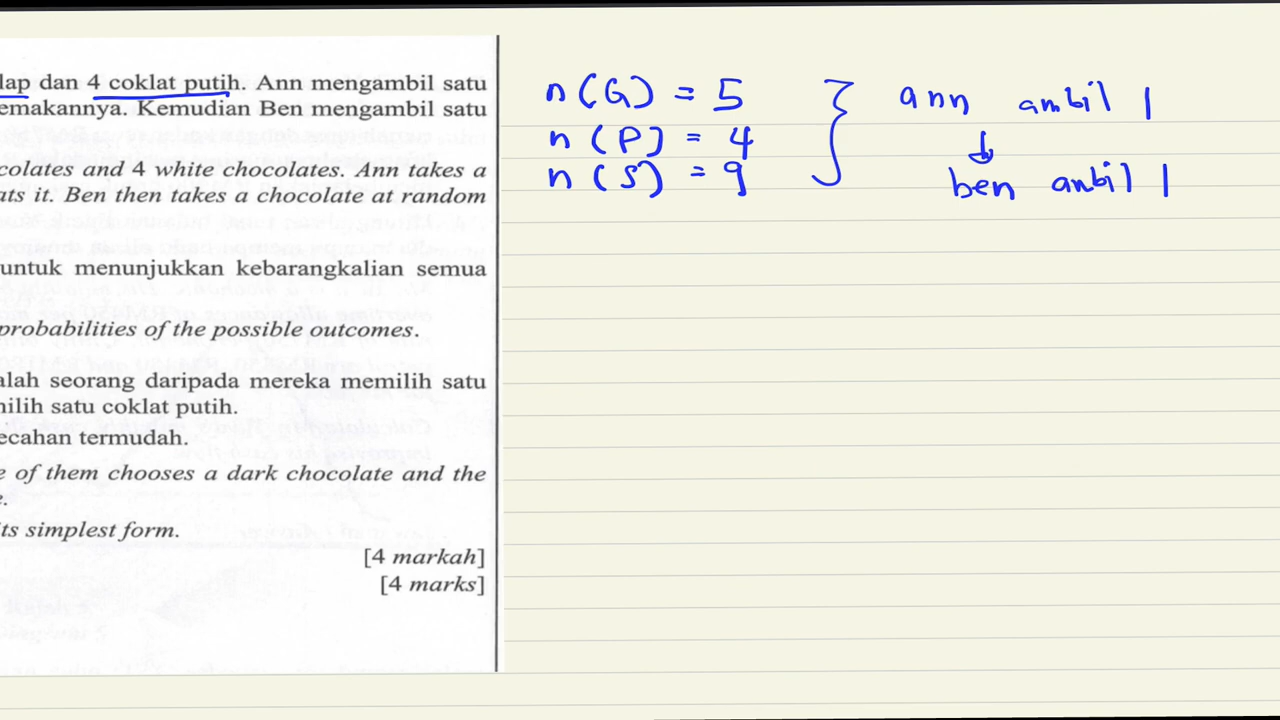 lap dan 4 coklat putih. Ann mengambil satu
emakannya. Kemudian Ben mengambil satu
colates and 4 white chocolates. Ann takes a
ats it. Ben then takes a chocolate at random
untuk menunjukkan kebarangkalian semua
probabilities of the possible outcomes.
alah seorang daripada mereka memilih satu
nilih satu coklat putih.
ecahan termudah.
e of them chooses a dark chocolate and the
e.
ts simplest form.
[4 markah]
[4 marks]
n(G) = 5
n(P) = 4
n(S) = 9
} ann ambil 1
↓
ben ambil 1